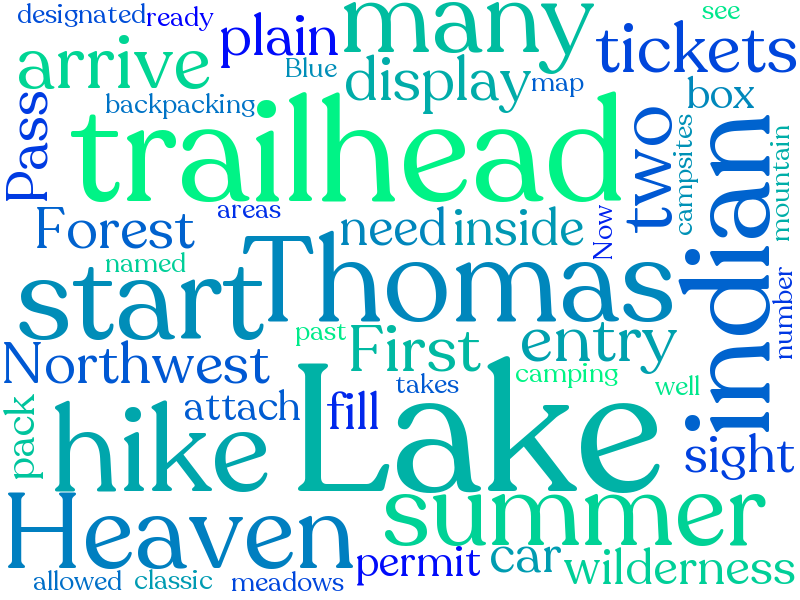 designated
ready
plain
many
see
tickets
arrive
Blue
display
map
box
Pass
backpacking
trailhead
two
campsites
indian
mountain
areas
Forest
need
inside
Now
named
start
Thomas
number
past
First
entry
Northwest
takes
camping
well
attach
fill
pack
hike
Lake
sight
Heaven
summer
permit
car
wilderness
allowed
classic
meadows